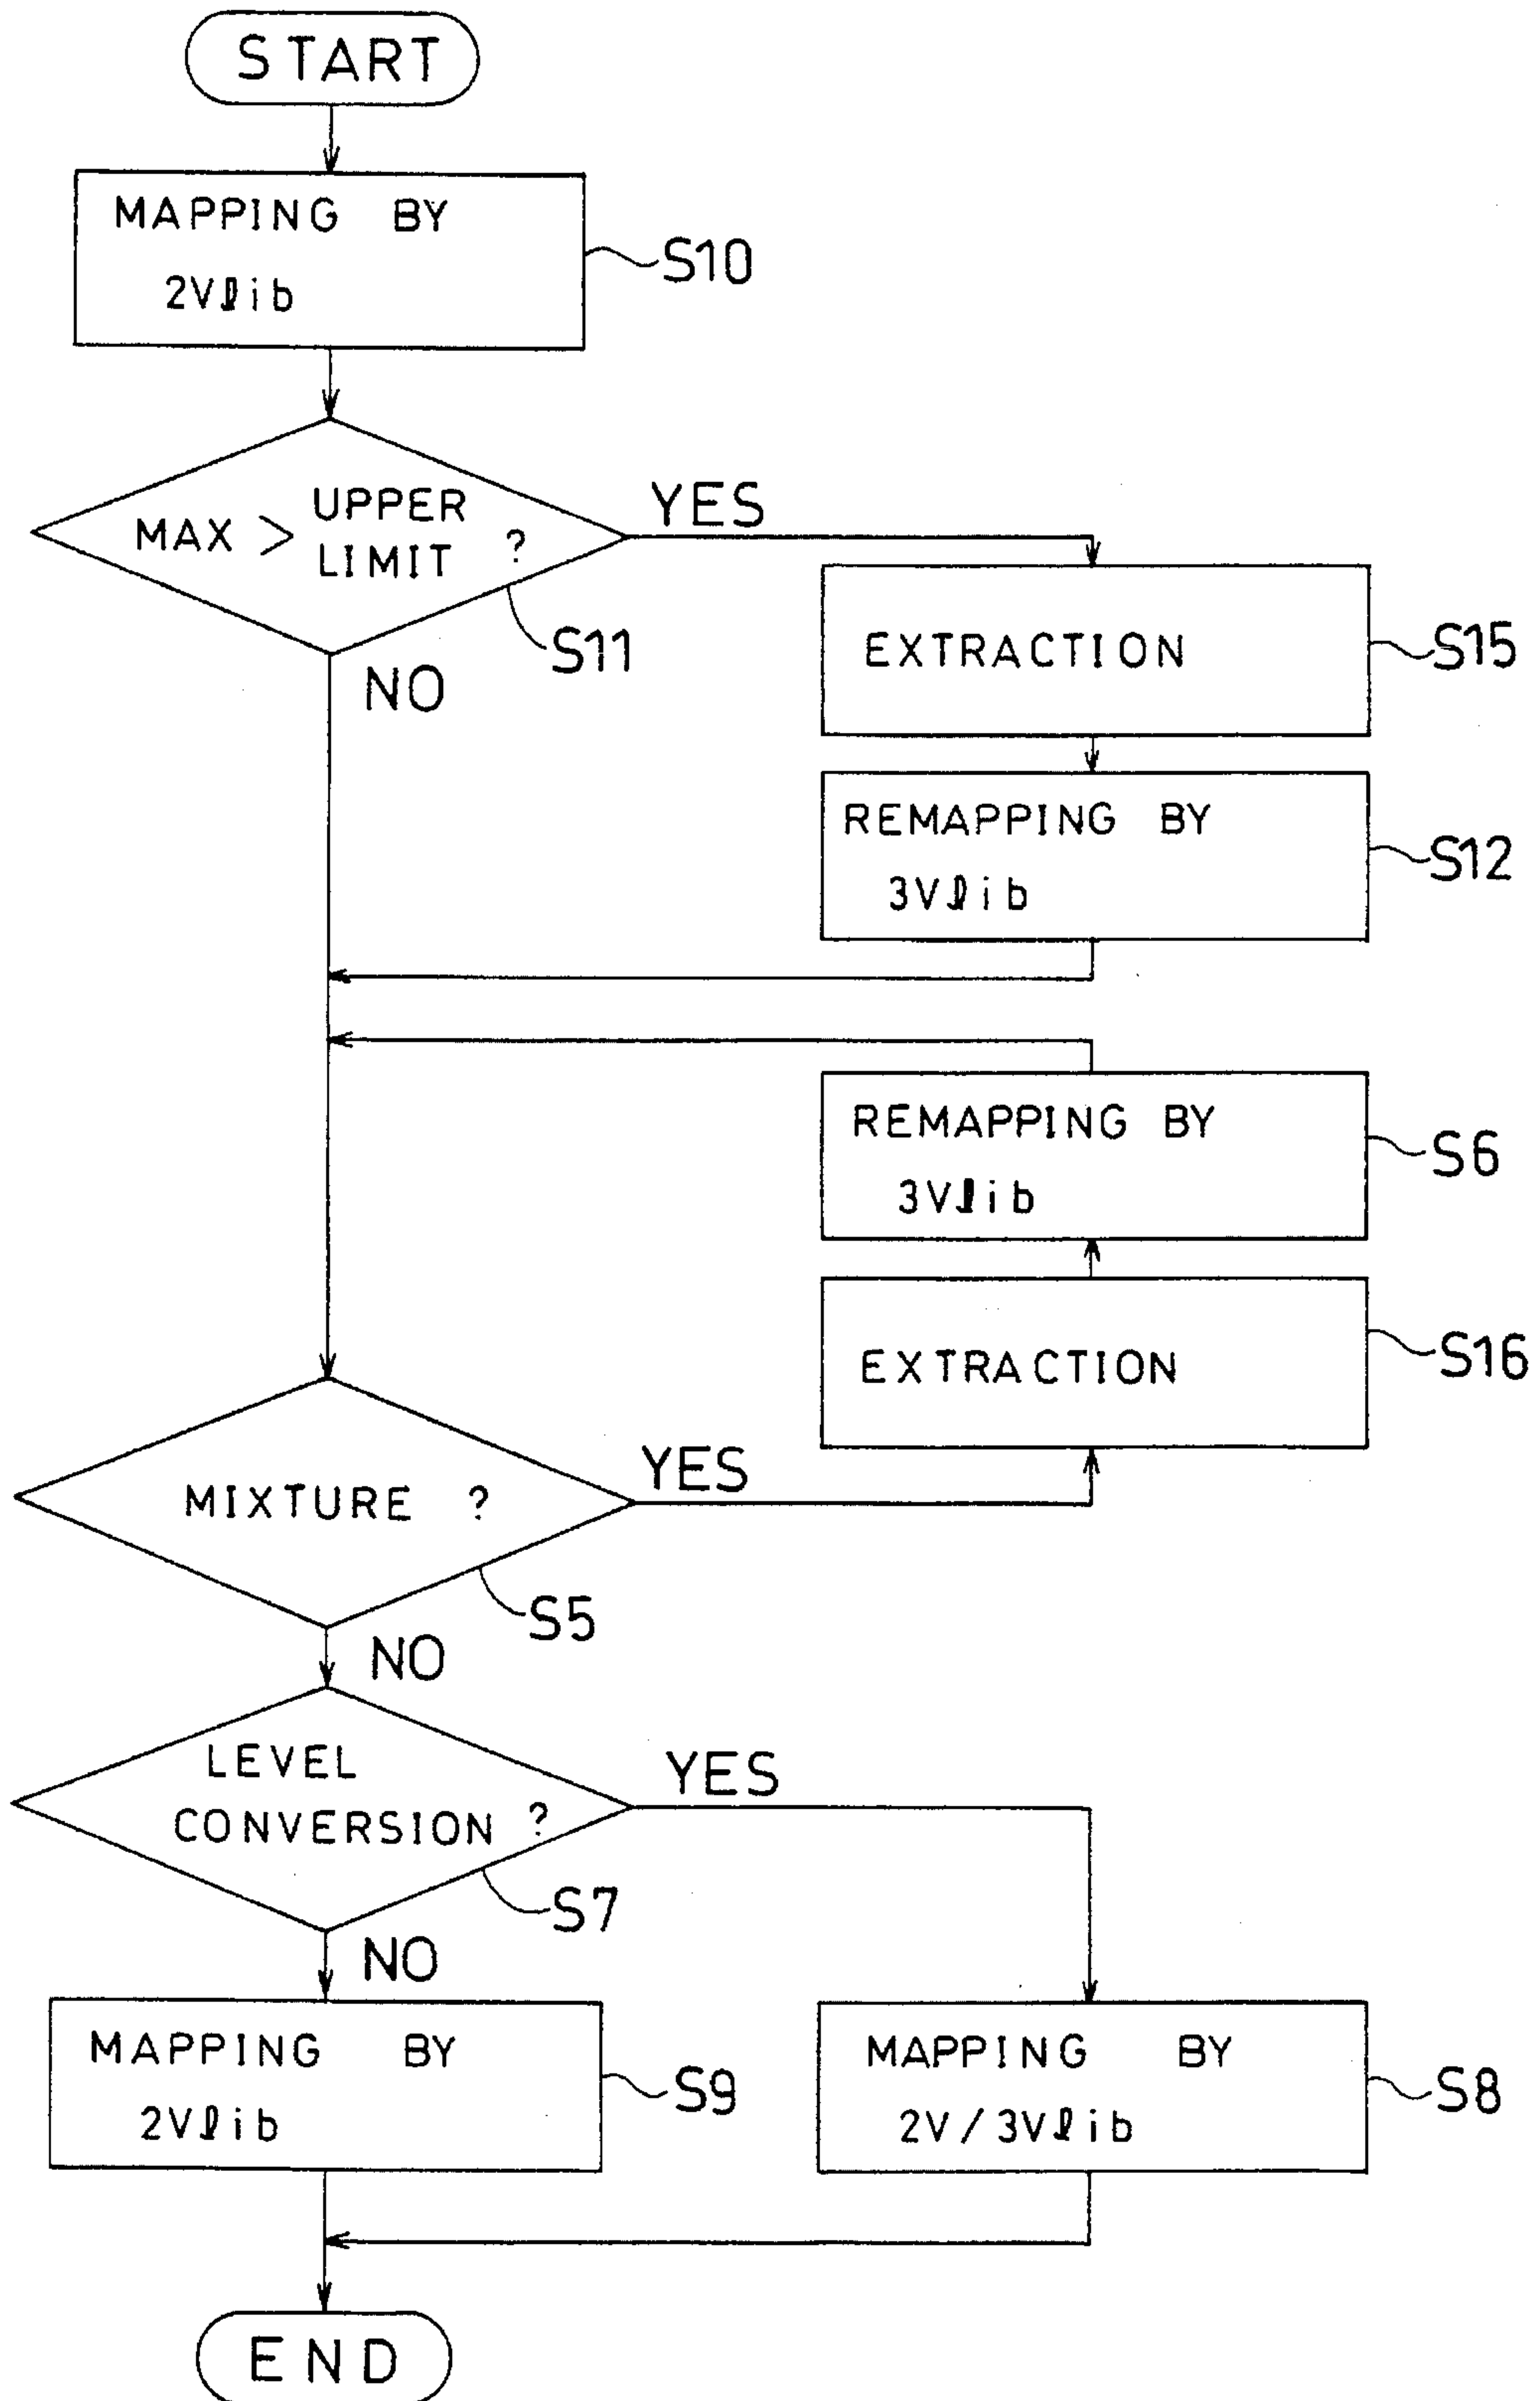 START
MAPPING BY
2Vlib
S10
MAX > UPPER LIMIT ?
YES
S11
NO
EXTRACTION
S15
REMAPPING BY
3Vlib
S12
REMAPPING BY
3Vlib
S6
EXTRACTION
S16
MIXTURE ?
YES
S5
NO
LEVEL
CONVERSION ?
YES
S7
NO
MAPPING BY
2Vlib
S9
MAPPING BY
2V/3Vlib
S8
END